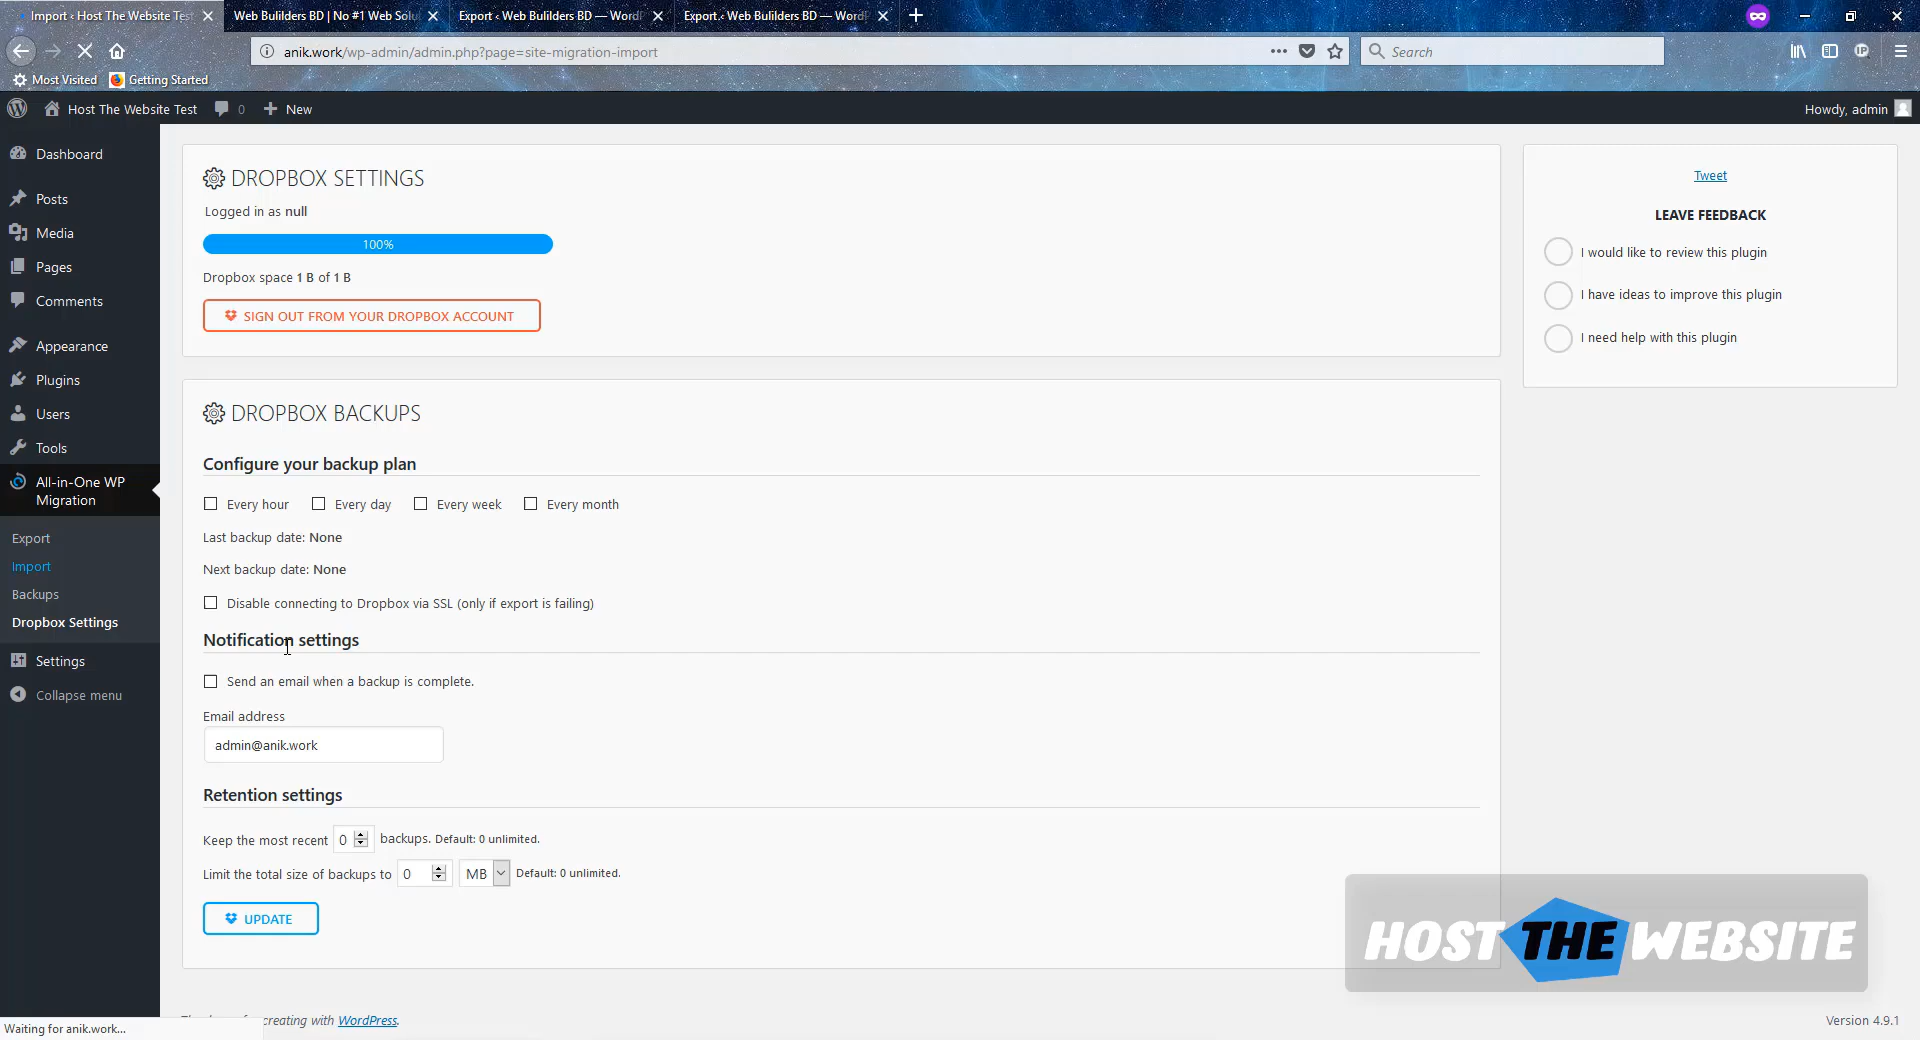 Import ‹ Host The Website Test
Web Builders BD | No #1 Web Solu
Export ‹ Web Builders BD — WordP
Export ‹ Web Builders BD — WordP
anik.work/wp-admin/admin.php?page=site-migration-import
Search
Most Visited
Getting Started
Host The Website Test
0
New
Howdy, admin
Dashboard
Posts
Media
Pages
Comments
Appearance
Plugins
Users
Tools
All-in-One WP
Migration
Export
Import
Backups
Dropbox Settings
Settings
Collapse menu
DROPBOX SETTINGS
Logged in as null
100%
Dropbox space 1 B of 1 B
SIGN OUT FROM YOUR DROPBOX ACCOUNT
DROPBOX BACKUPS
Configure your backup plan
Every hour Every day Every week Every month
Last backup date: None
Next backup date: None
Disable connecting to Dropbox via SSL (only if export is failing)
Notification settings
Send an email when a backup is complete.
Email address
admin@anik.work
Retention settings
Keep the most recent 0 backups. Default: 0 unlimited.
Limit the total size of backups to 0 MB Default: 0 unlimited.
UPDATE
Tweet
LEAVE FEEDBACK
I would like to review this plugin
I have ideas to improve this plugin
I need help with this plugin
HOST THE WEBSITE
creating with WordPress.
Version 4.9.1
Waiting for anik.work...